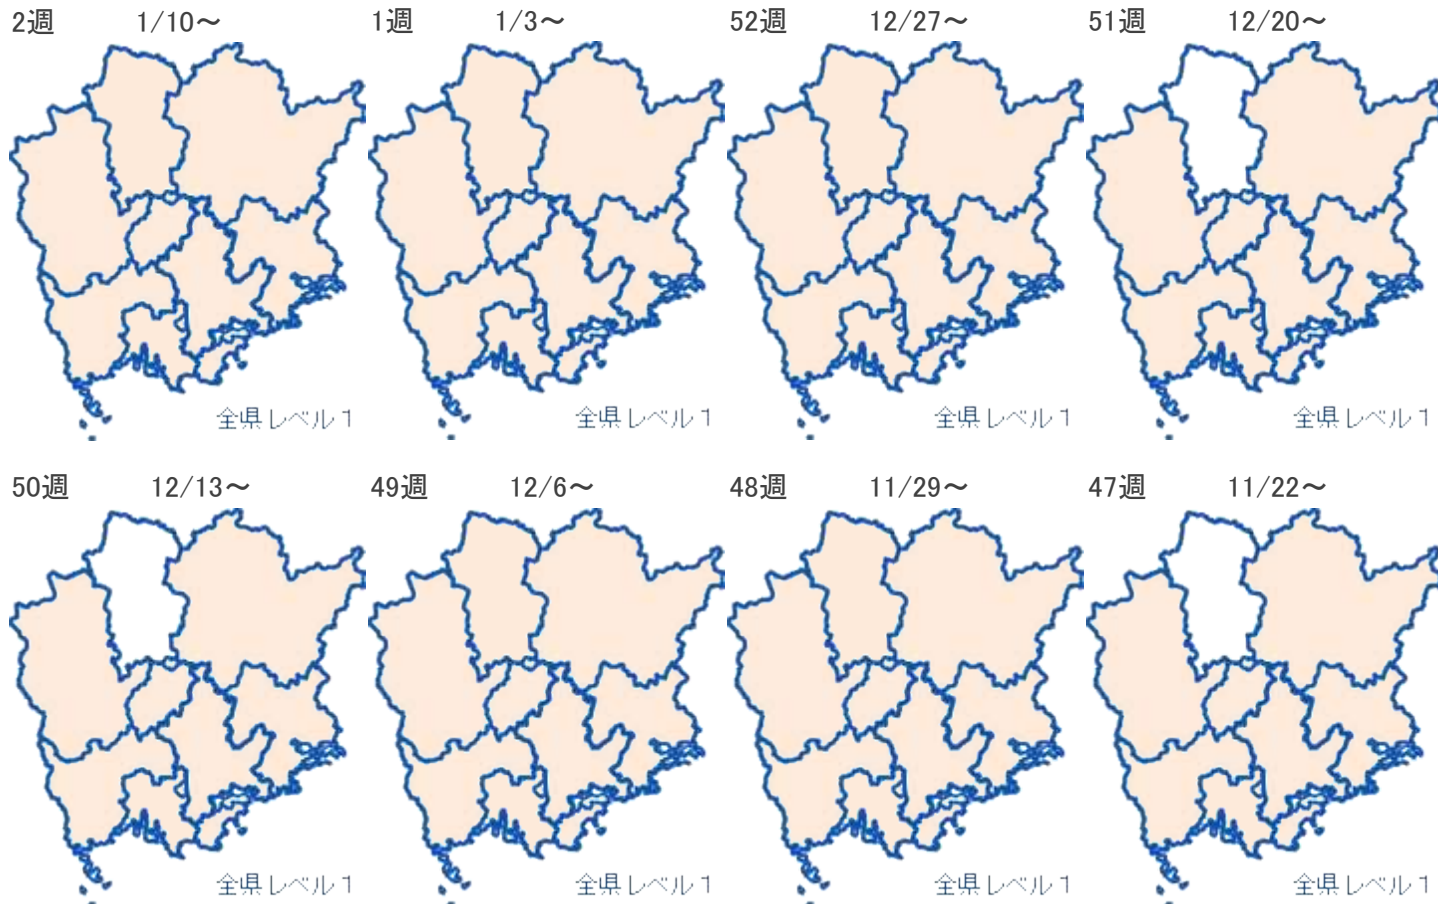 2週 1/10～
1週 1/3～
52週 12/27～
51週 12/20～
全県レベル1
全県レベル1
全県レベル1
全県レベル1
50週 12/13～
49週 12/6～
48週 11/29～
47週 11/22～
全県レベル1
全県レベル1
全県レベル1
全県レベル1